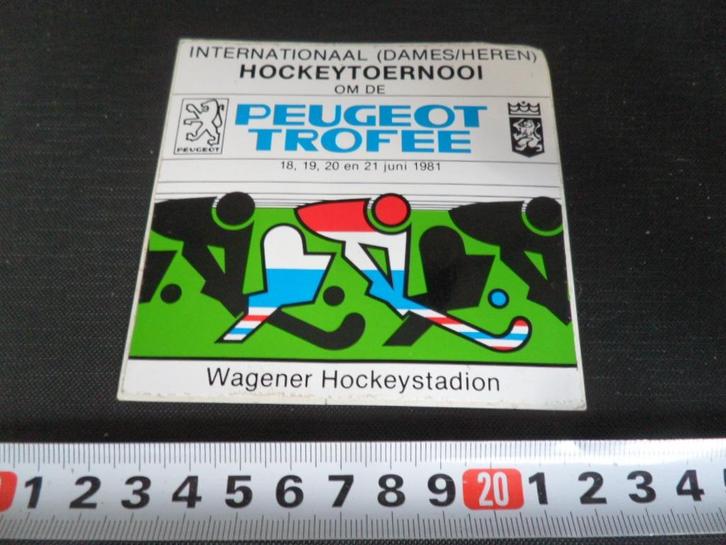 INTERNATIONAAL (DAMES/HEREN)
HOCKEYTOERNOOI
OM DE
PEUGEOT
TROFEE
PEUGEOT
18, 19, 20 en 21 juni 1981
Wagener Hockeystadion
1 2 3 4 5 6 7 8 9 20 1 2 3 4